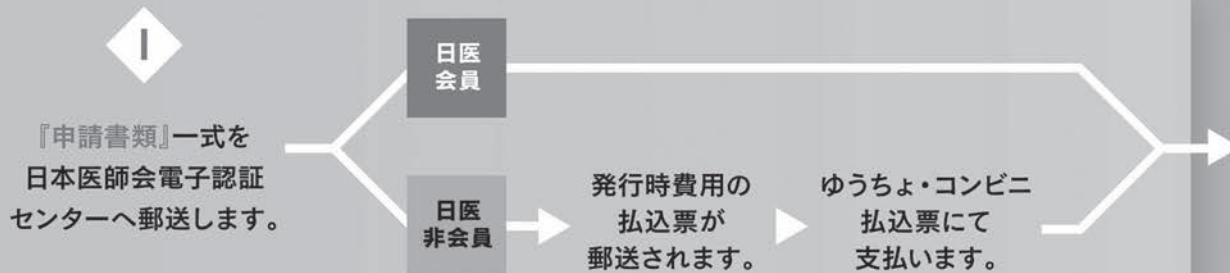 1
『申請書類』一式を
日本医師会電子認証
センターへ郵送します。
日医
会員
日医
非会員
発行時費用の
払込票が
郵送されます。
ゆうちょ・コンビニ
払込票にて
支払います。